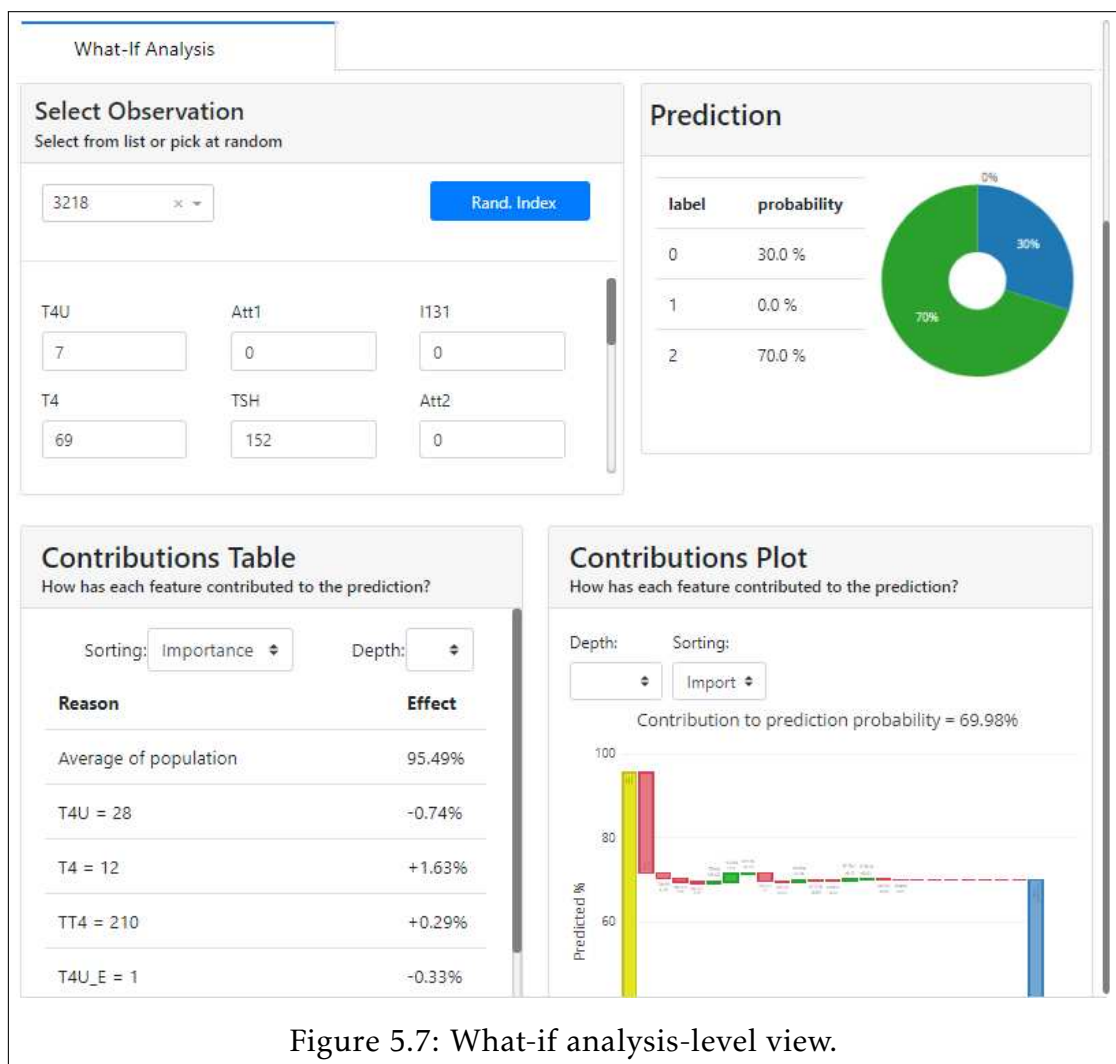 What-If Analysis
Select Observation
Select from list or pick at random
3218 × 
Rand. Index
T4U Att1 I131
7 0 0
T4 TSH Att2
69 152 0
Prediction
label probability
0 30.0 %
1 0.0 %
2 70.0 %
0%
30%
70%
Contributions Table
How has each feature contributed to the prediction?
Sorting: Importance Depth:
Reason Effect
Average of population 95.49%
T4U = 28 -0.74%
T4 = 12 +1.63%
TT4 = 210 +0.29%
T4U_E = 1 -0.33%
Contributions Plot
How has each feature contributed to the prediction?
Depth: Sorting:
Import
Contribution to prediction probability = 69.98%
100
80
60
Predicted %
Figure 5.7: What-if analysis-level view.